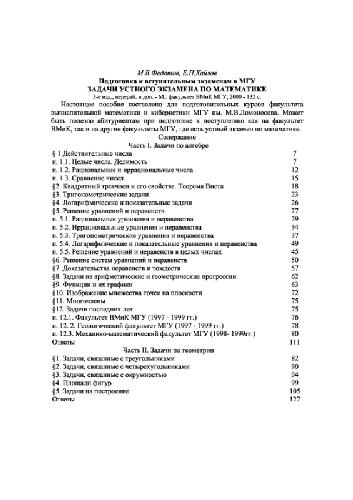 М.В.Федотов, Е.Н.Хайлов
Подготовка к вступительным экзаменам в МГУ
ЗАДАЧИ УСТНОГО ЭКЗАМЕНА ПО МАТЕМАТИКЕ
3-е изд., перераб. и доп. - М.: факультет ВМиК МГУ, 2000 - 132 с.
Настоящее пособие составлено для подготовительных курсов факультета
вычислительной математики и кибернетики МГУ им. М.В.Ломоносова. Может
быть полезно абитуриентам при подготовке к поступлению как на факультет
ВМиК, так и на другие факультеты МГУ, где есть устный экзамен по математике.
Содержание
Часть I. Задачи по алгебре
§ 1 Действительные числа 7
п. 1.1. Целые числа. Делимость 7
п. 1.2. Рациональные и иррациональные числа 12
п. 1.3. Сравнение чисел 15
§2. Квадратный трехчлен и его свойства. Теорема Виета 18
§3. Тригонометрические задачи 23
§4. Логарифмические и показательные задачи 26
§5. Решение уравнений и неравенств 27
п. 5.1. Рациональные уравнения и неравенства 29
п. 5.2. Иррациональные уравнения и неравенства 34
п. 5.3. Тригонометрические уравнения и неравенства 37
п. 5.4. Логарифмические и показательные уравнения и неравенства 49
п. 5.5. Решение уравнений и неравенств в целых числах 45
§6. Решение систем уравнений и неравенств 50
§7. Доказательства неравенств и тождеств 57
§8. Задачи на арифметические и геометрические прогрессии 62
§9. Функции и их графики 63
§10. Изображение множества точек на плоскости 72
§11. Многочлены 75
§12. Задачи последних лет 75
п. 12.1. Факультет ВМиК МГУ (1997 - 1999 гг.) 76
п. 12.2. Геологический факультет МГУ (1997 - 1999 гг.) 78
п. 12.3. Механико-математический факультет МГУ (1998- 1999гг.) 80
Ответы 111
Часть II. Задачи по геометрии
§1. Задачи, связанные с треугольниками 82
§2. Задачи, связанные с четырехугольниками 90
§3. Задачи, связанные с окружностью 94
§4. Площади фигур 99
§5. Задачи на построение 105
Ответы 127